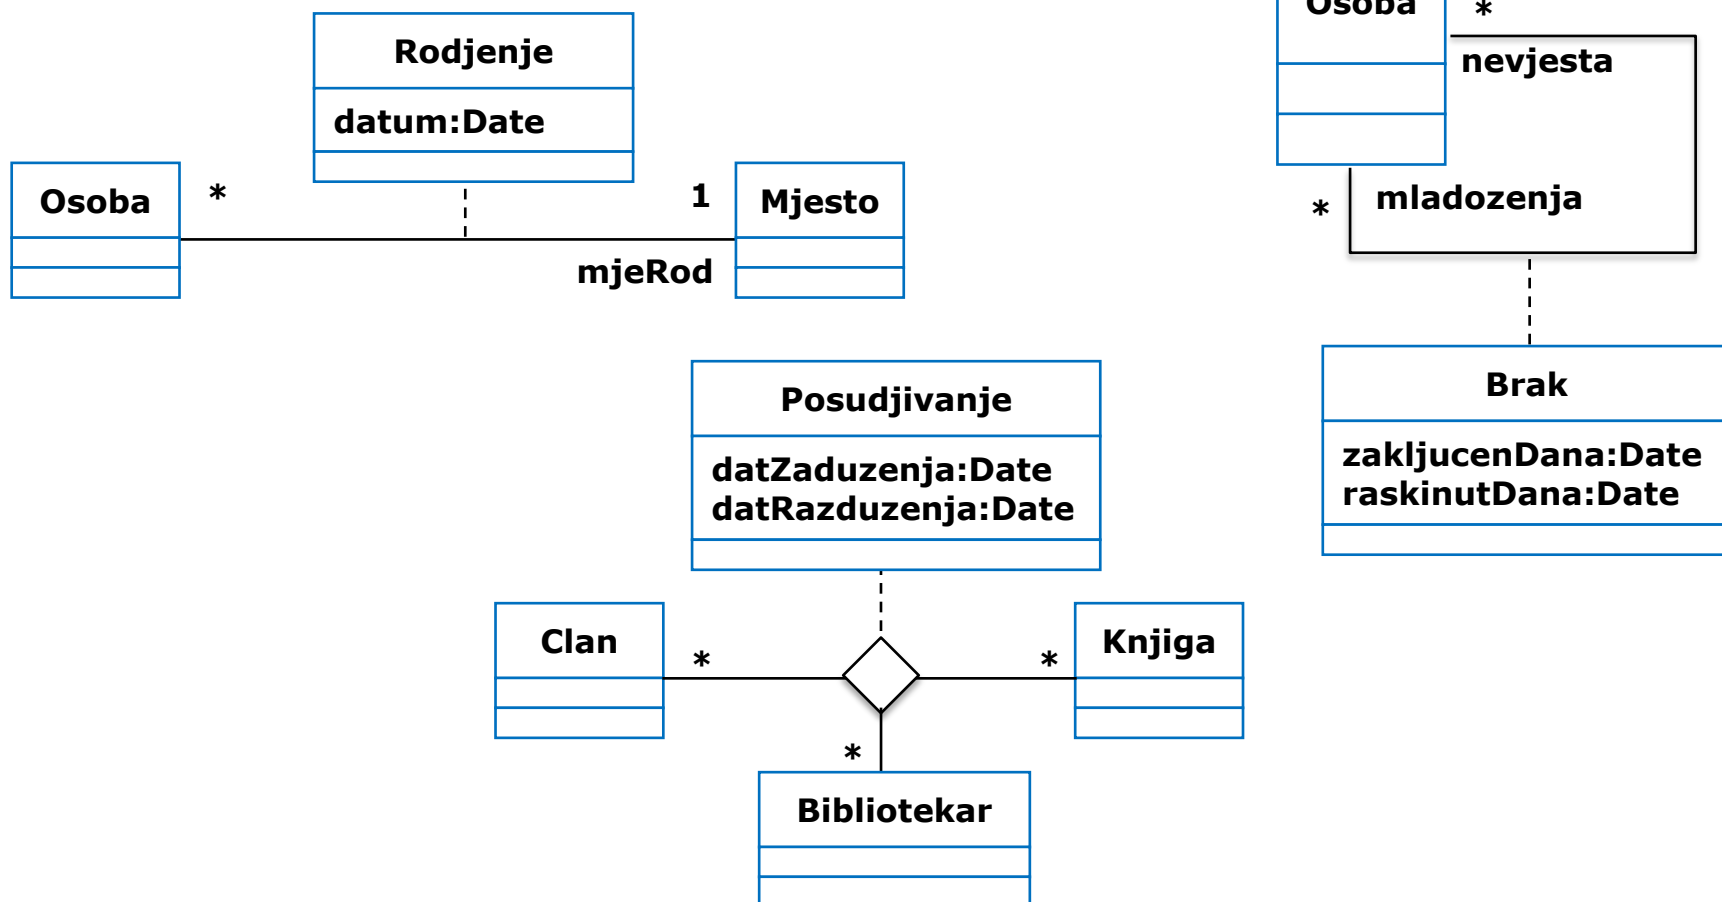 Rodjenje
datum:Date
Osoba
*
1
Mjesto
mjeRod
Osoba
*
nevjesta
mladozenja
*
Brak
zakljucenDana:Date
raskinutDana:Date
Posudjivanje
datZaduzenja:Date
datRazduzenja:Date
Clan
*
*
Knjiga
*
Bibliotekar